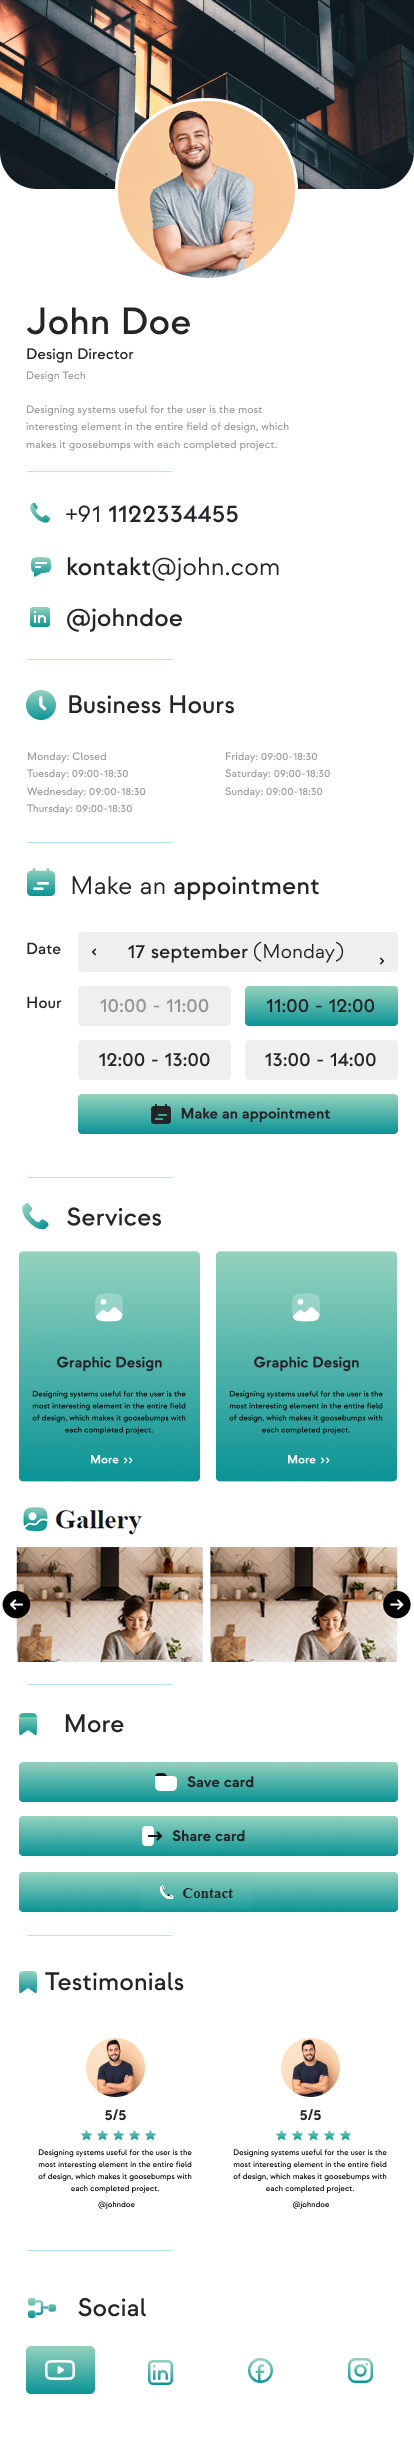 John Doe
Design Director
Design Tech
Designing systems useful for the user is the most
interesting element in the entire field of design, which
makes it goosebumps with each completed project.
+91 1122334455
kontakt@john.com
in @johndoe
Business Hours
Monday: Closed
Tuesday: 09:00-18:30
Wednesday: 09:00-18:30
Thursday: 09:00-18:30
Friday: 09:00-18:30
Saturday: 09:00-18:30
Sunday: 09:00-18:30
Make an appointment
Date
‹ 17 september (Monday) ›
Hour
10:00 - 11:00
11:00 - 12:00
12:00 - 13:00
13:00 - 14:00
Make an appointment
Services
Graphic Design
Designing systems useful for the user is the
most interesting element in the entire field
of design, which makes it goosebumps with
each completed project.
More ››
Graphic Design
Designing systems useful for the user is the
most interesting element in the entire field
of design, which makes it goosebumps with
each completed project.
More ››
Gallery
More
Save card
Share card
Contact
Testimonials
5/5
Designing systems useful for the user is the
most interesting element in the entire field
of design, which makes it goosebumps with
each completed project.
@johndoe
5/5
Designing systems useful for the user is the
most interesting element in the entire field
of design, which makes it goosebumps with
each completed project.
@johndoe
Social
in